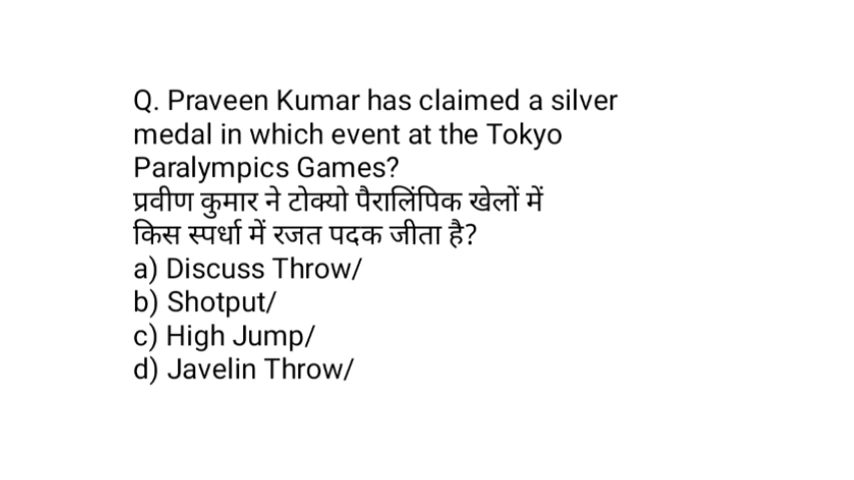 Q. Praveen Kumar has claimed a silver
medal in which event at the Tokyo
Paralympics Games?
प्रवीण कुमार ने टोक्यो पैरालिंपिक खेलों में
किस स्पर्धा में रजत पदक जीता है?
a) Discuss Throw/
b) Shotput/
c) High Jump/
d) Javelin Throw/